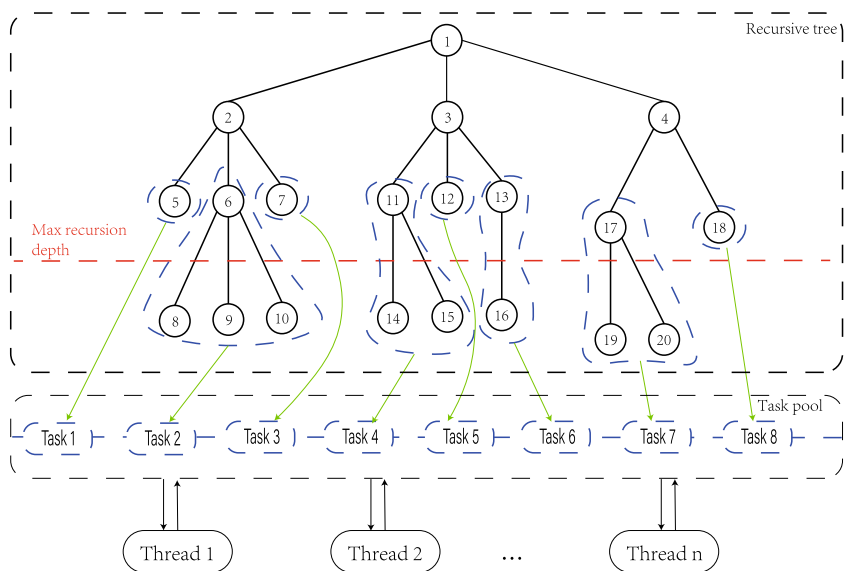 Recursive tree
1
2
3
4
5
6
7
11
12
13
17
18
Max recursion
depth
8
9
10
14
15
16
19
20
Task pool
Task 1
Task 2
Task 3
Task 4
Task 5
Task 6
Task 7
Task 8
Thread 1
Thread 2
...
Thread n